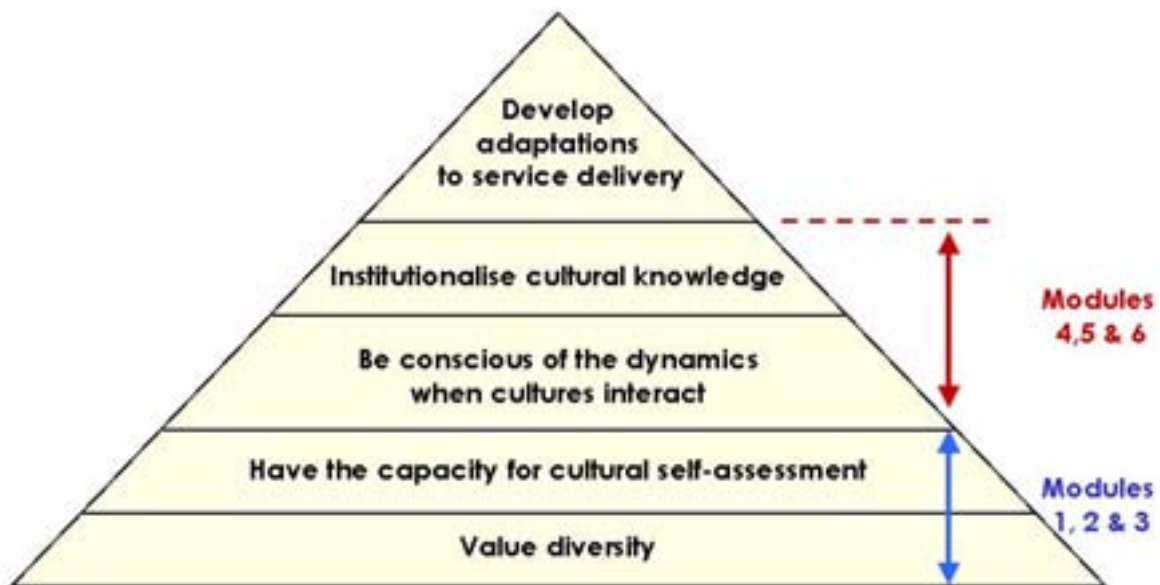 Develop
adaptations
to service delivery
Institutionalise cultural knowledge
Modules
4,5 & 6
Be conscious of the dynamics
when cultures interact
Have the capacity for cultural self-assessment
Modules
1, 2 & 3
Value diversity